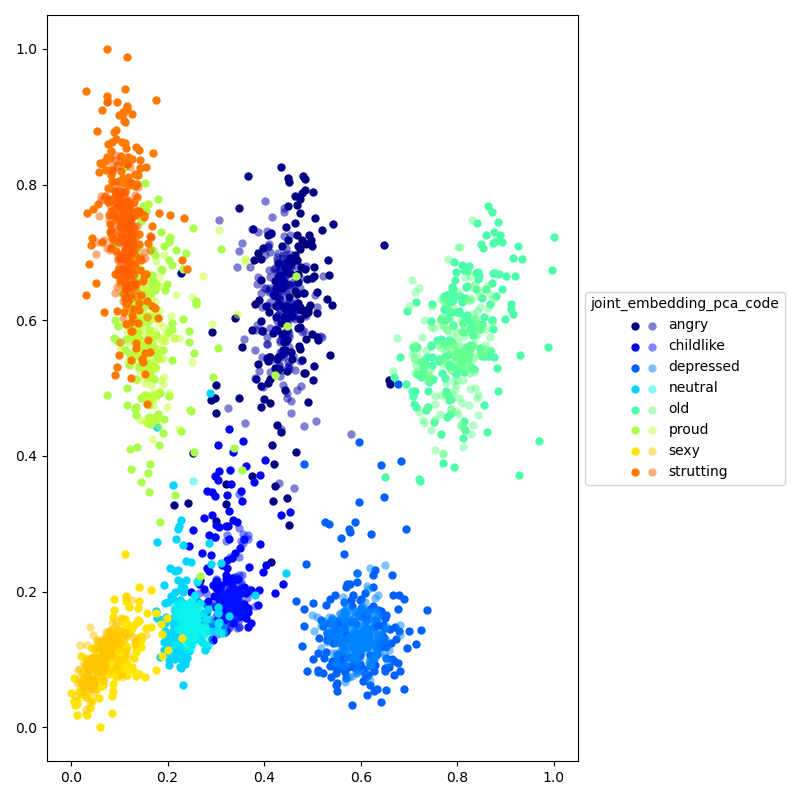 1.0
0.8
0.6
0.4
0.2
0.0
0.0 0.2 0.4 0.6 0.8 1.0
joint_embedding_pca_code
angry
childlike
depressed
neutral
old
proud
sexy
strutting